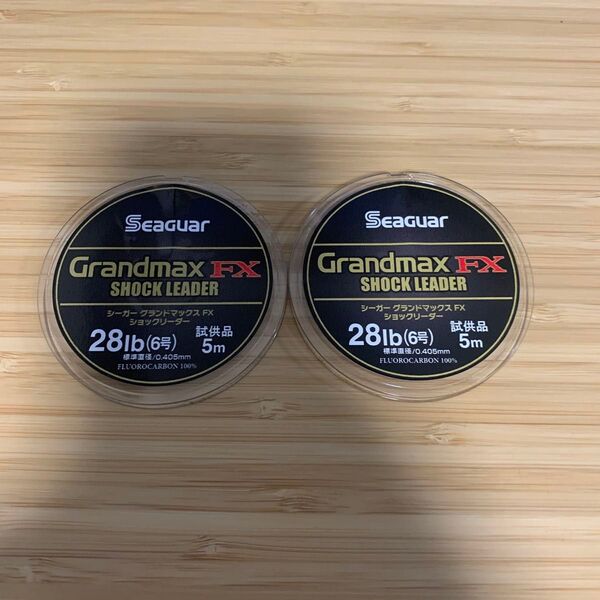 Seaguar
Grandmax FX
SHOCK LEADER
シーガー グランドマックス FX
ショックリーダー
28lb(6号)
試供品
5m
標準直径/0.405mm
FLUOROCARBON 100%
Seaguar
Grandmax FX
SHOCK LEADER
シーガー グランドマックス FX
ショックリーダー
28lb(6号)
試供品
5m
標準直径/0.405mm
FLUOROCARBON 100%